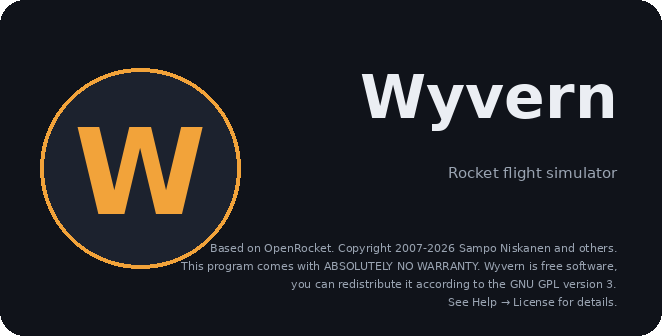 W
Wyvern
Rocket flight simulator
Based on OpenRocket. Copyright 2007-2026 Sampo Niskanen and others.
This program comes with ABSOLUTELY NO WARRANTY. Wyvern is free software,
you can redistribute it according to the GNU GPL version 3.
See Help → License for details.